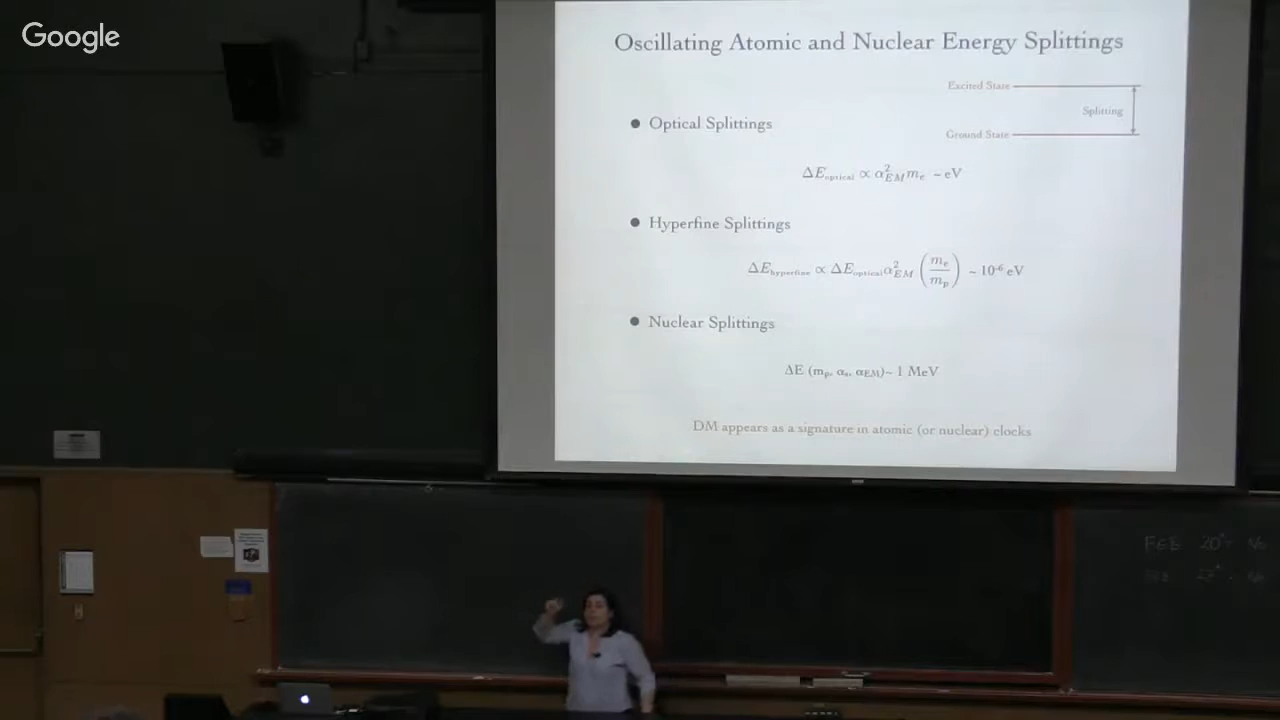 Google
Oscillating Atomic and Nuclear Energy Splittings
Excited State
Splitting
Ground State
● Optical Splittings
ΔE_optical ∝ α²_EM m_e ~ eV
● Hyperfine Splittings
ΔE_hyperfine ∝ ΔE_optical α²_EM (m_e/m_p) ~ 10⁻⁶ eV
● Nuclear Splittings
ΔE (m_p, α_s, α_EM) ~ 1 MeV
DM appears as a signature in atomic (or nuclear) clocks